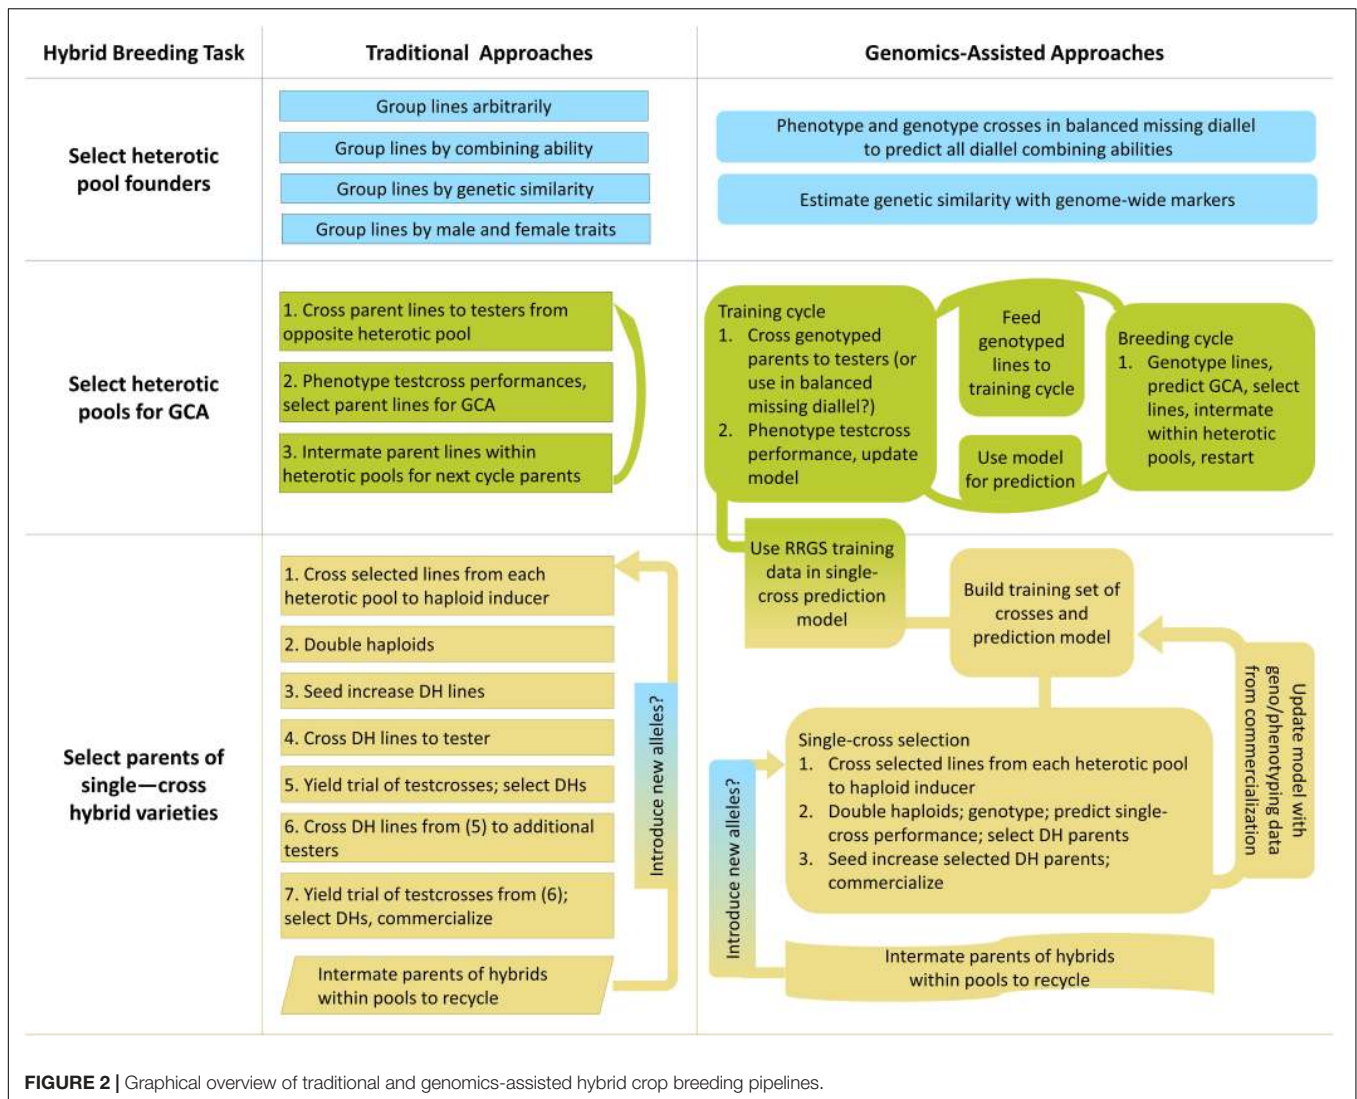 Hybrid Breeding Task
Traditional Approaches
Genomics-Assisted Approaches
Select heterotic
pool founders
Group lines arbitrarily
Group lines by combining ability
Group lines by genetic similarity
Group lines by male and female traits
Phenotype and genotype crosses in balanced missing diallel
to predict all diallel combining abilities
Estimate genetic similarity with genome-wide markers
Select heterotic
pools for GCA
1. Cross parent lines to testers from
opposite heterotic pool
2. Phenotype testcross performances,
select parent lines for GCA
3. Intermate parent lines within
heterotic pools for next cycle parents
Training cycle
1. Cross genotyped
parents to testers (or
use in balanced
missing diallel?)
2. Phenotype testcross
performance, update
model
Feed
genotyped
lines to
training cycle
Use model
for prediction
Breeding cycle
1. Genotype lines,
predict GCA, select
lines, intermate
within heterotic
pools, restart
Select parents of
single—cross
hybrid varieties
1. Cross selected lines from each
heterotic pool to haploid inducer
2. Double haploids
3. Seed increase DH lines
4. Cross DH lines to tester
5. Yield trial of testcrosses; select DHs
6. Cross DH lines from (5) to additional
testers
7. Yield trial of testcrosses from (6);
select DHs, commercialize
Intermate parents of hybrids
within pools to recycle
Introduce new alleles?
Use RRGS training
data in single-
cross prediction
model
Build training set of
crosses and
prediction model
Update model with
geno/phenotyping data
from commercialization
Introduce new alleles?
Single-cross selection
1. Cross selected lines from each heterotic pool
to haploid inducer
2. Double haploids; genotype; predict single-
cross performance; select DH parents
3. Seed increase selected DH parents;
commercialize
Intermate parents of hybrids
within pools to recycle
FIGURE 2 | Graphical overview of traditional and genomics-assisted hybrid crop breeding pipelines.